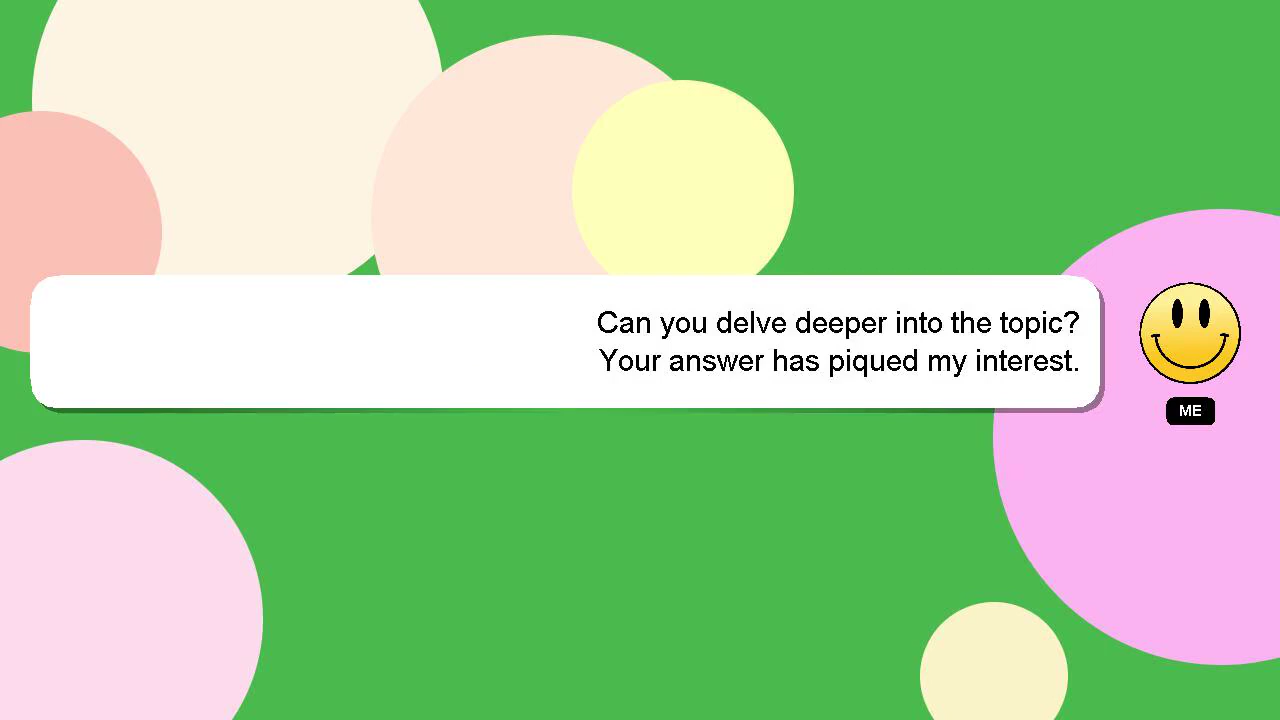 Can you delve deeper into the topic?
Your answer has piqued my interest.
ME